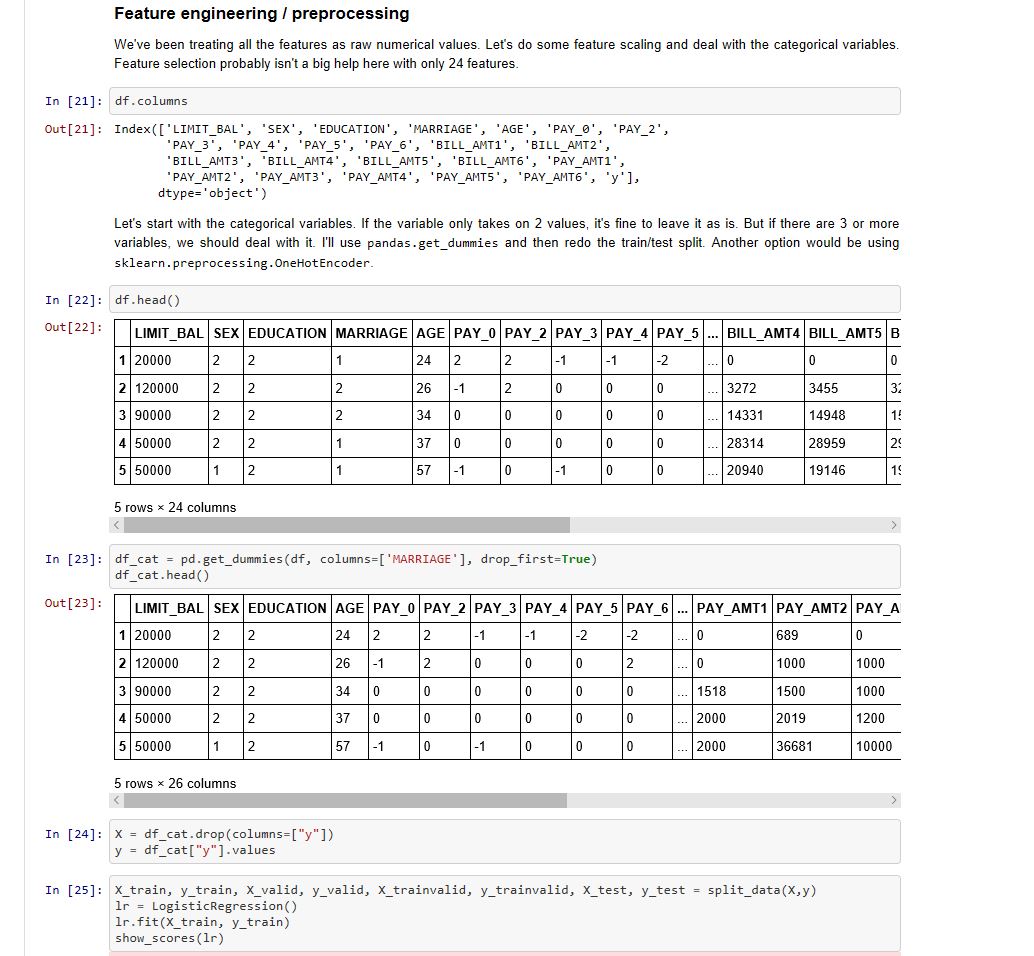 Feature engineering / preprocessing
We've been treating all the features as raw numerical values. Let's do some feature scaling and deal with the categorical variables.
Feature selection probably isn't a big help here with only 24 features.
In [21]: df.columns
Out[21]: Index(['LIMIT_BAL', 'SEX', 'EDUCATION', 'MARRIAGE', 'AGE', 'PAY_0', 'PAY_2',
'PAY_3', 'PAY_4', 'PAY_5', 'PAY_6', 'BILL_AMT1', 'BILL_AMT2',
'BILL_AMT3', 'BILL_AMT4', 'BILL_AMT5', 'BILL_AMT6', 'PAY_AMT1',
'PAY_AMT2', 'PAY_AMT3', 'PAY_AMT4', 'PAY_AMT5', 'PAY_AMT6', 'y'],
dtype='object')
Let's start with the categorical variables. If the variable only takes on 2 values, it's fine to leave it as is. But if there are 3 or more
variables, we should deal with it. I'll use pandas.get_dummies and then redo the train/test split. Another option would be using
sklearn.preprocessing.OneHotEncoder.
In [22]: df.head()
Out[22]: LIMIT_BAL SEX EDUCATION MARRIAGE AGE PAY_0 PAY_2 PAY_3 PAY_4 PAY_5 ... BILL_AMT4 BILL_AMT5 B
1 20000 2 2 1 24 2 2 -1 -1 -2 ... 0 0 0
2 120000 2 2 2 26 -1 2 0 0 0 ... 3272 3455 32
3 90000 2 2 2 34 0 0 0 0 0 ... 14331 14948 15
4 50000 2 2 1 37 0 0 0 0 0 ... 28314 28959 29
5 50000 1 2 1 57 -1 0 -1 0 0 ... 20940 19146 19
5 rows × 24 columns
In [23]: df_cat = pd.get_dummies(df, columns=['MARRIAGE'], drop_first=True)
df_cat.head()
Out[23]: LIMIT_BAL SEX EDUCATION AGE PAY_0 PAY_2 PAY_3 PAY_4 PAY_5 PAY_6 ... PAY_AMT1 PAY_AMT2 PAY_A
1 20000 2 2 24 2 2 -1 -1 -2 -2 ... 0 689 0
2 120000 2 2 26 -1 2 0 0 0 2 ... 0 1000 1000
3 90000 2 2 34 0 0 0 0 0 0 ... 1518 1500 1000
4 50000 2 2 37 0 0 0 0 0 0 ... 2000 2019 1200
5 50000 1 2 57 -1 0 -1 0 0 0 ... 2000 36681 10000
5 rows × 26 columns
In [24]: X = df_cat.drop(columns=["y"])
y = df_cat["y"].values
In [25]: X_train, y_train, X_valid, y_valid, X_trainvalid, y_trainvalid, X_test, y_test = split_data(X,y)
lr = LogisticRegression()
lr.fit(X_train, y_train)
show_scores(lr)